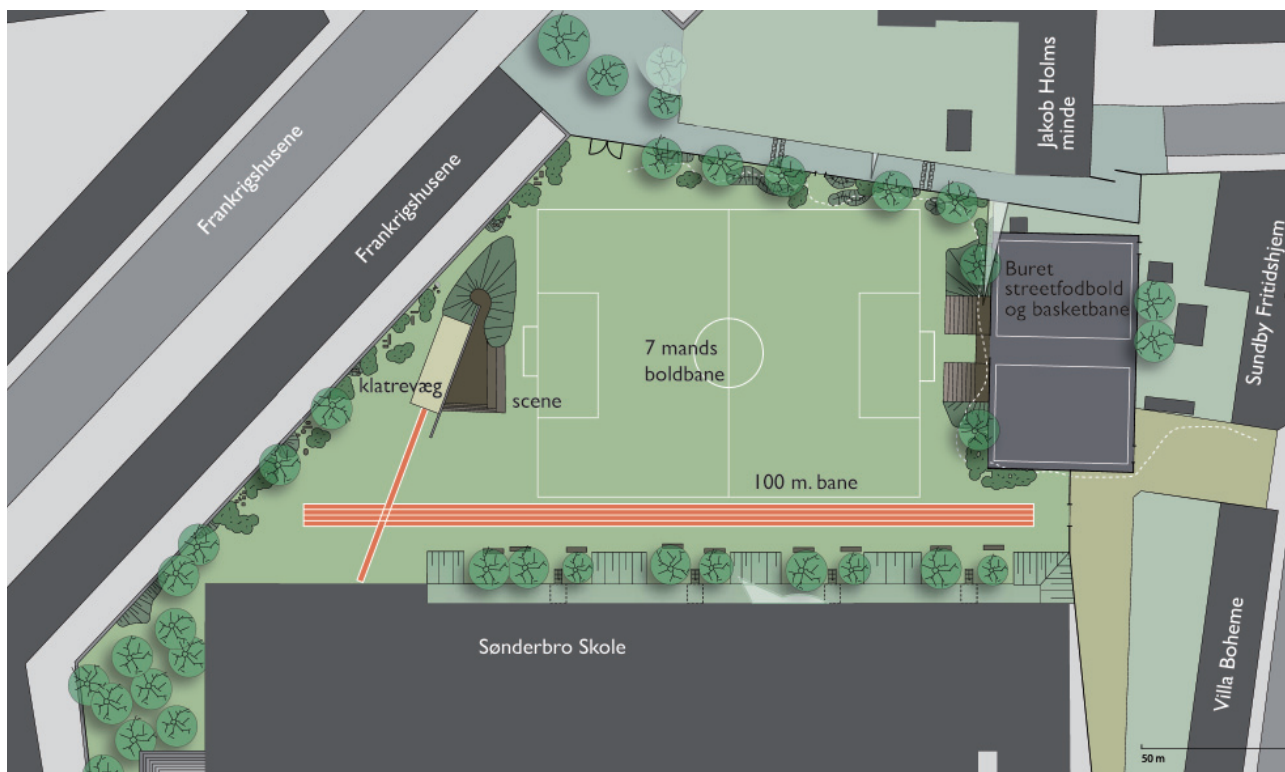 Frankrigshusene
Frankrigshusene
Jakob Holms
minde
Buret
streetfodbold
og basketbane
Sundby Fritidshjem
7 mands
boldbane
klatrevæg
scene
100 m. bane
Sønderbro Skole
Villa Boheme
50 m